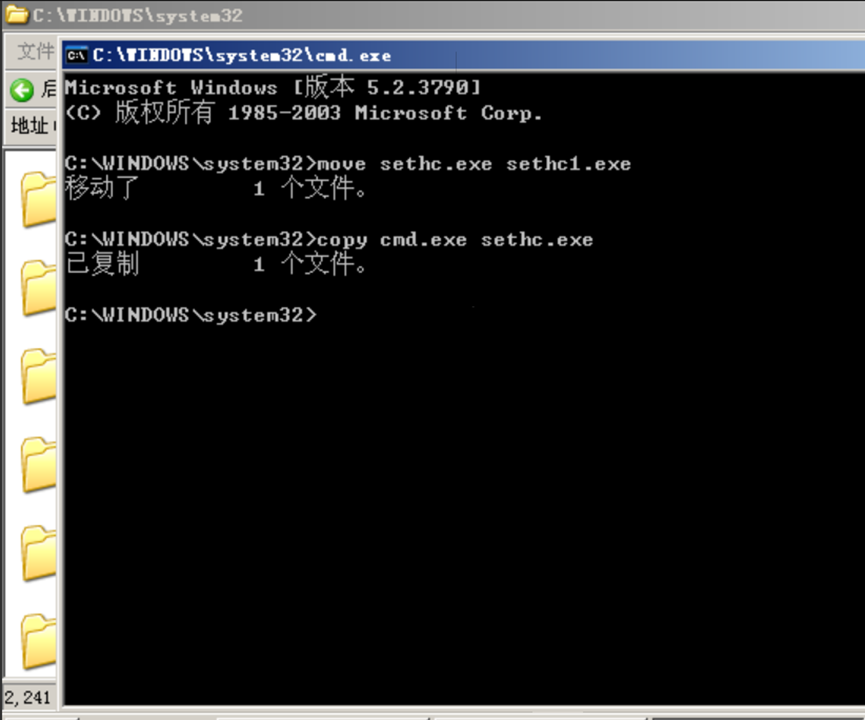 C:\WINDOWS\system32
文件
C:\WINDOWS\system32\cmd.exe
后
地址
Microsoft Windows [版本 5.2.3790]
(C) 版权所有 1985-2003 Microsoft Corp.
C:\WINDOWS\system32>move sethc.exe sethc1.exe
移动了 1 个文件。
C:\WINDOWS\system32>copy cmd.exe sethc.exe
已复制 1 个文件。
C:\WINDOWS\system32>
2,241